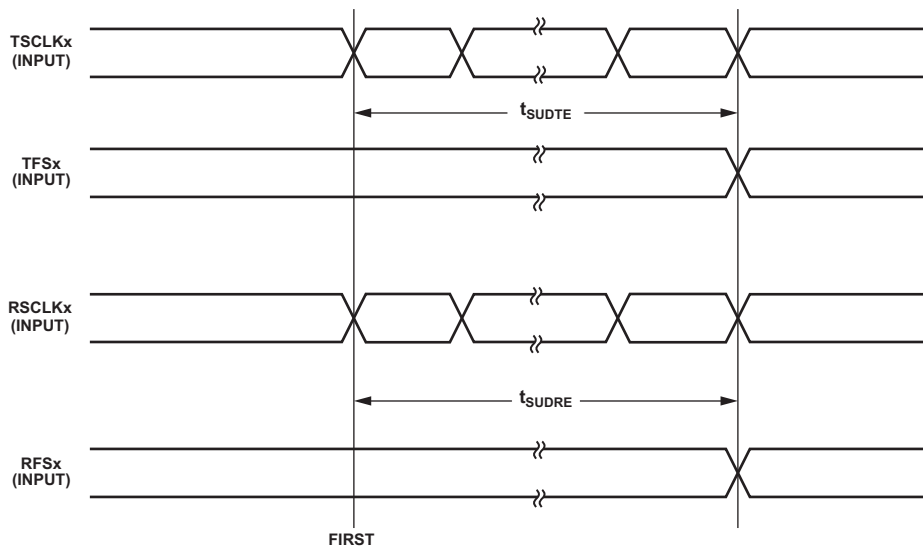 TSCLKx
(INPUT)
tSUDTE
TFSx
(INPUT)
RSCLKx
(INPUT)
tSUDRE
RFSx
(INPUT)
FIRST